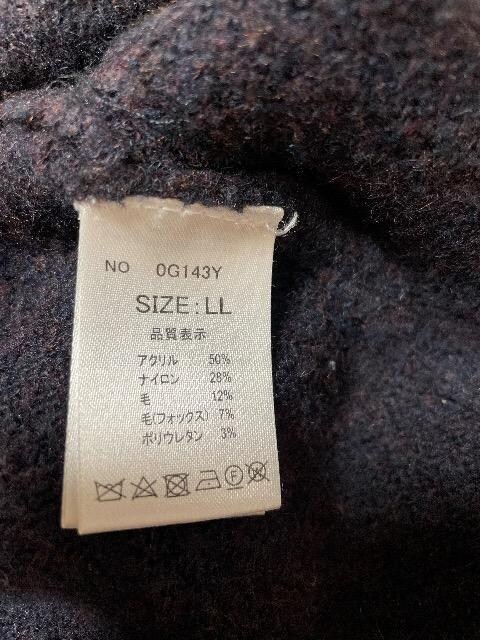 NO 0G143Y
SIZE:LL
品質表示
アクリル 50%
ナイロン 28%
毛 12%
毛(フォックス) 7%
ポリウレタン 3%